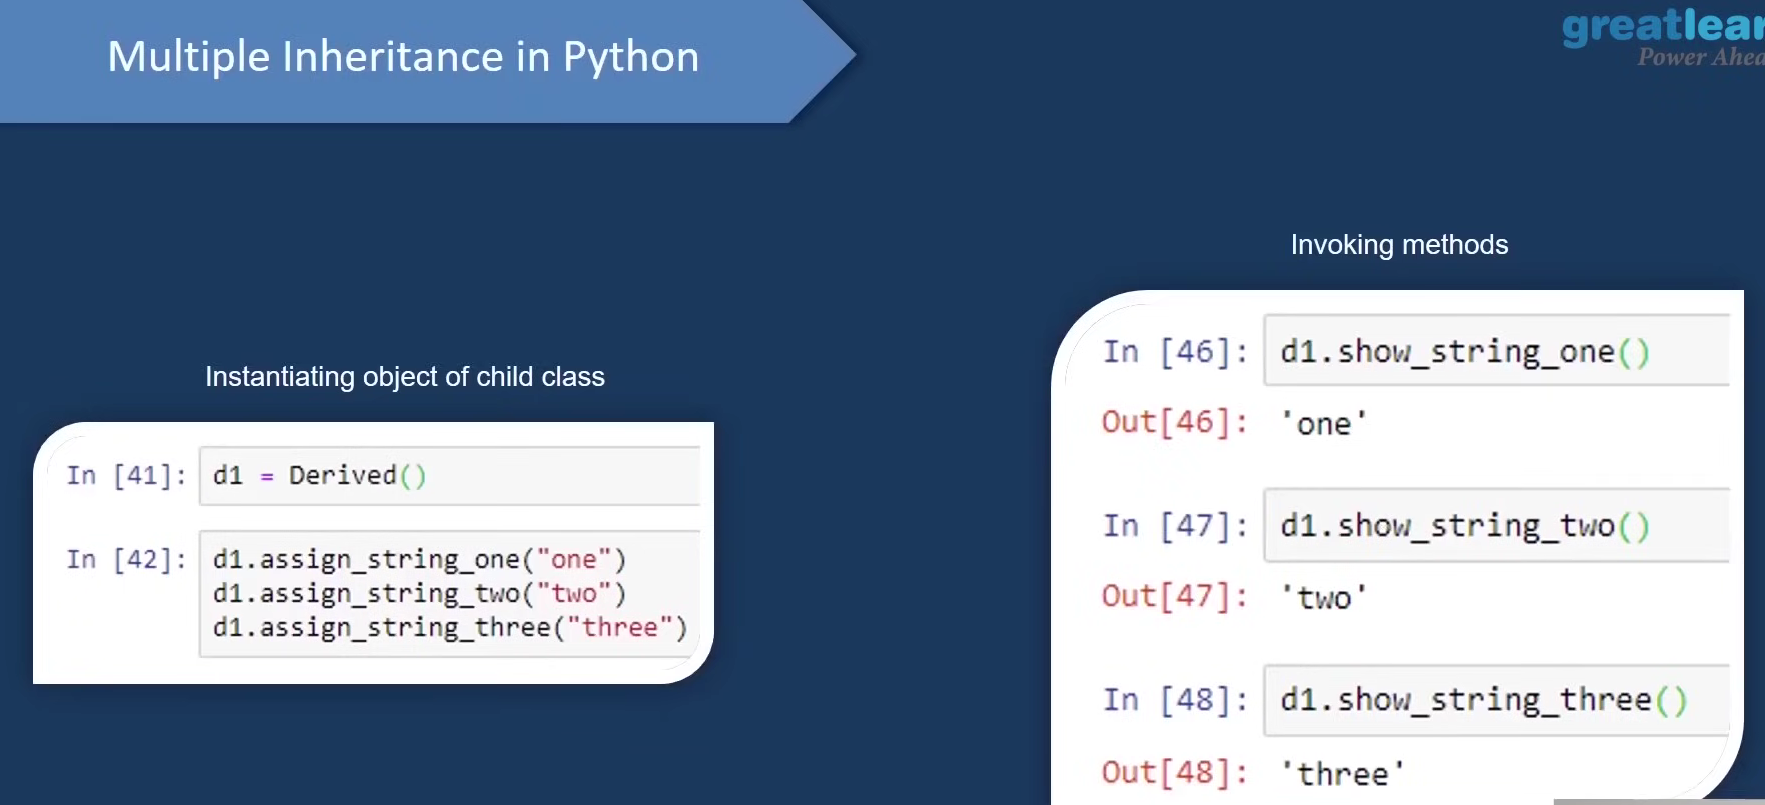 Multiple Inheritance in Python
greatlear
Power Ahea
Instantiating object of child class
In [41]: d1 = Derived()
In [42]: d1.assign_string_one("one")
d1.assign_string_two("two")
d1.assign_string_three("three")
Invoking methods
In [46]: d1.show_string_one()
Out[46]: 'one'
In [47]: d1.show_string_two()
Out[47]: 'two'
In [48]: d1.show_string_three()
Out[48]: 'three'